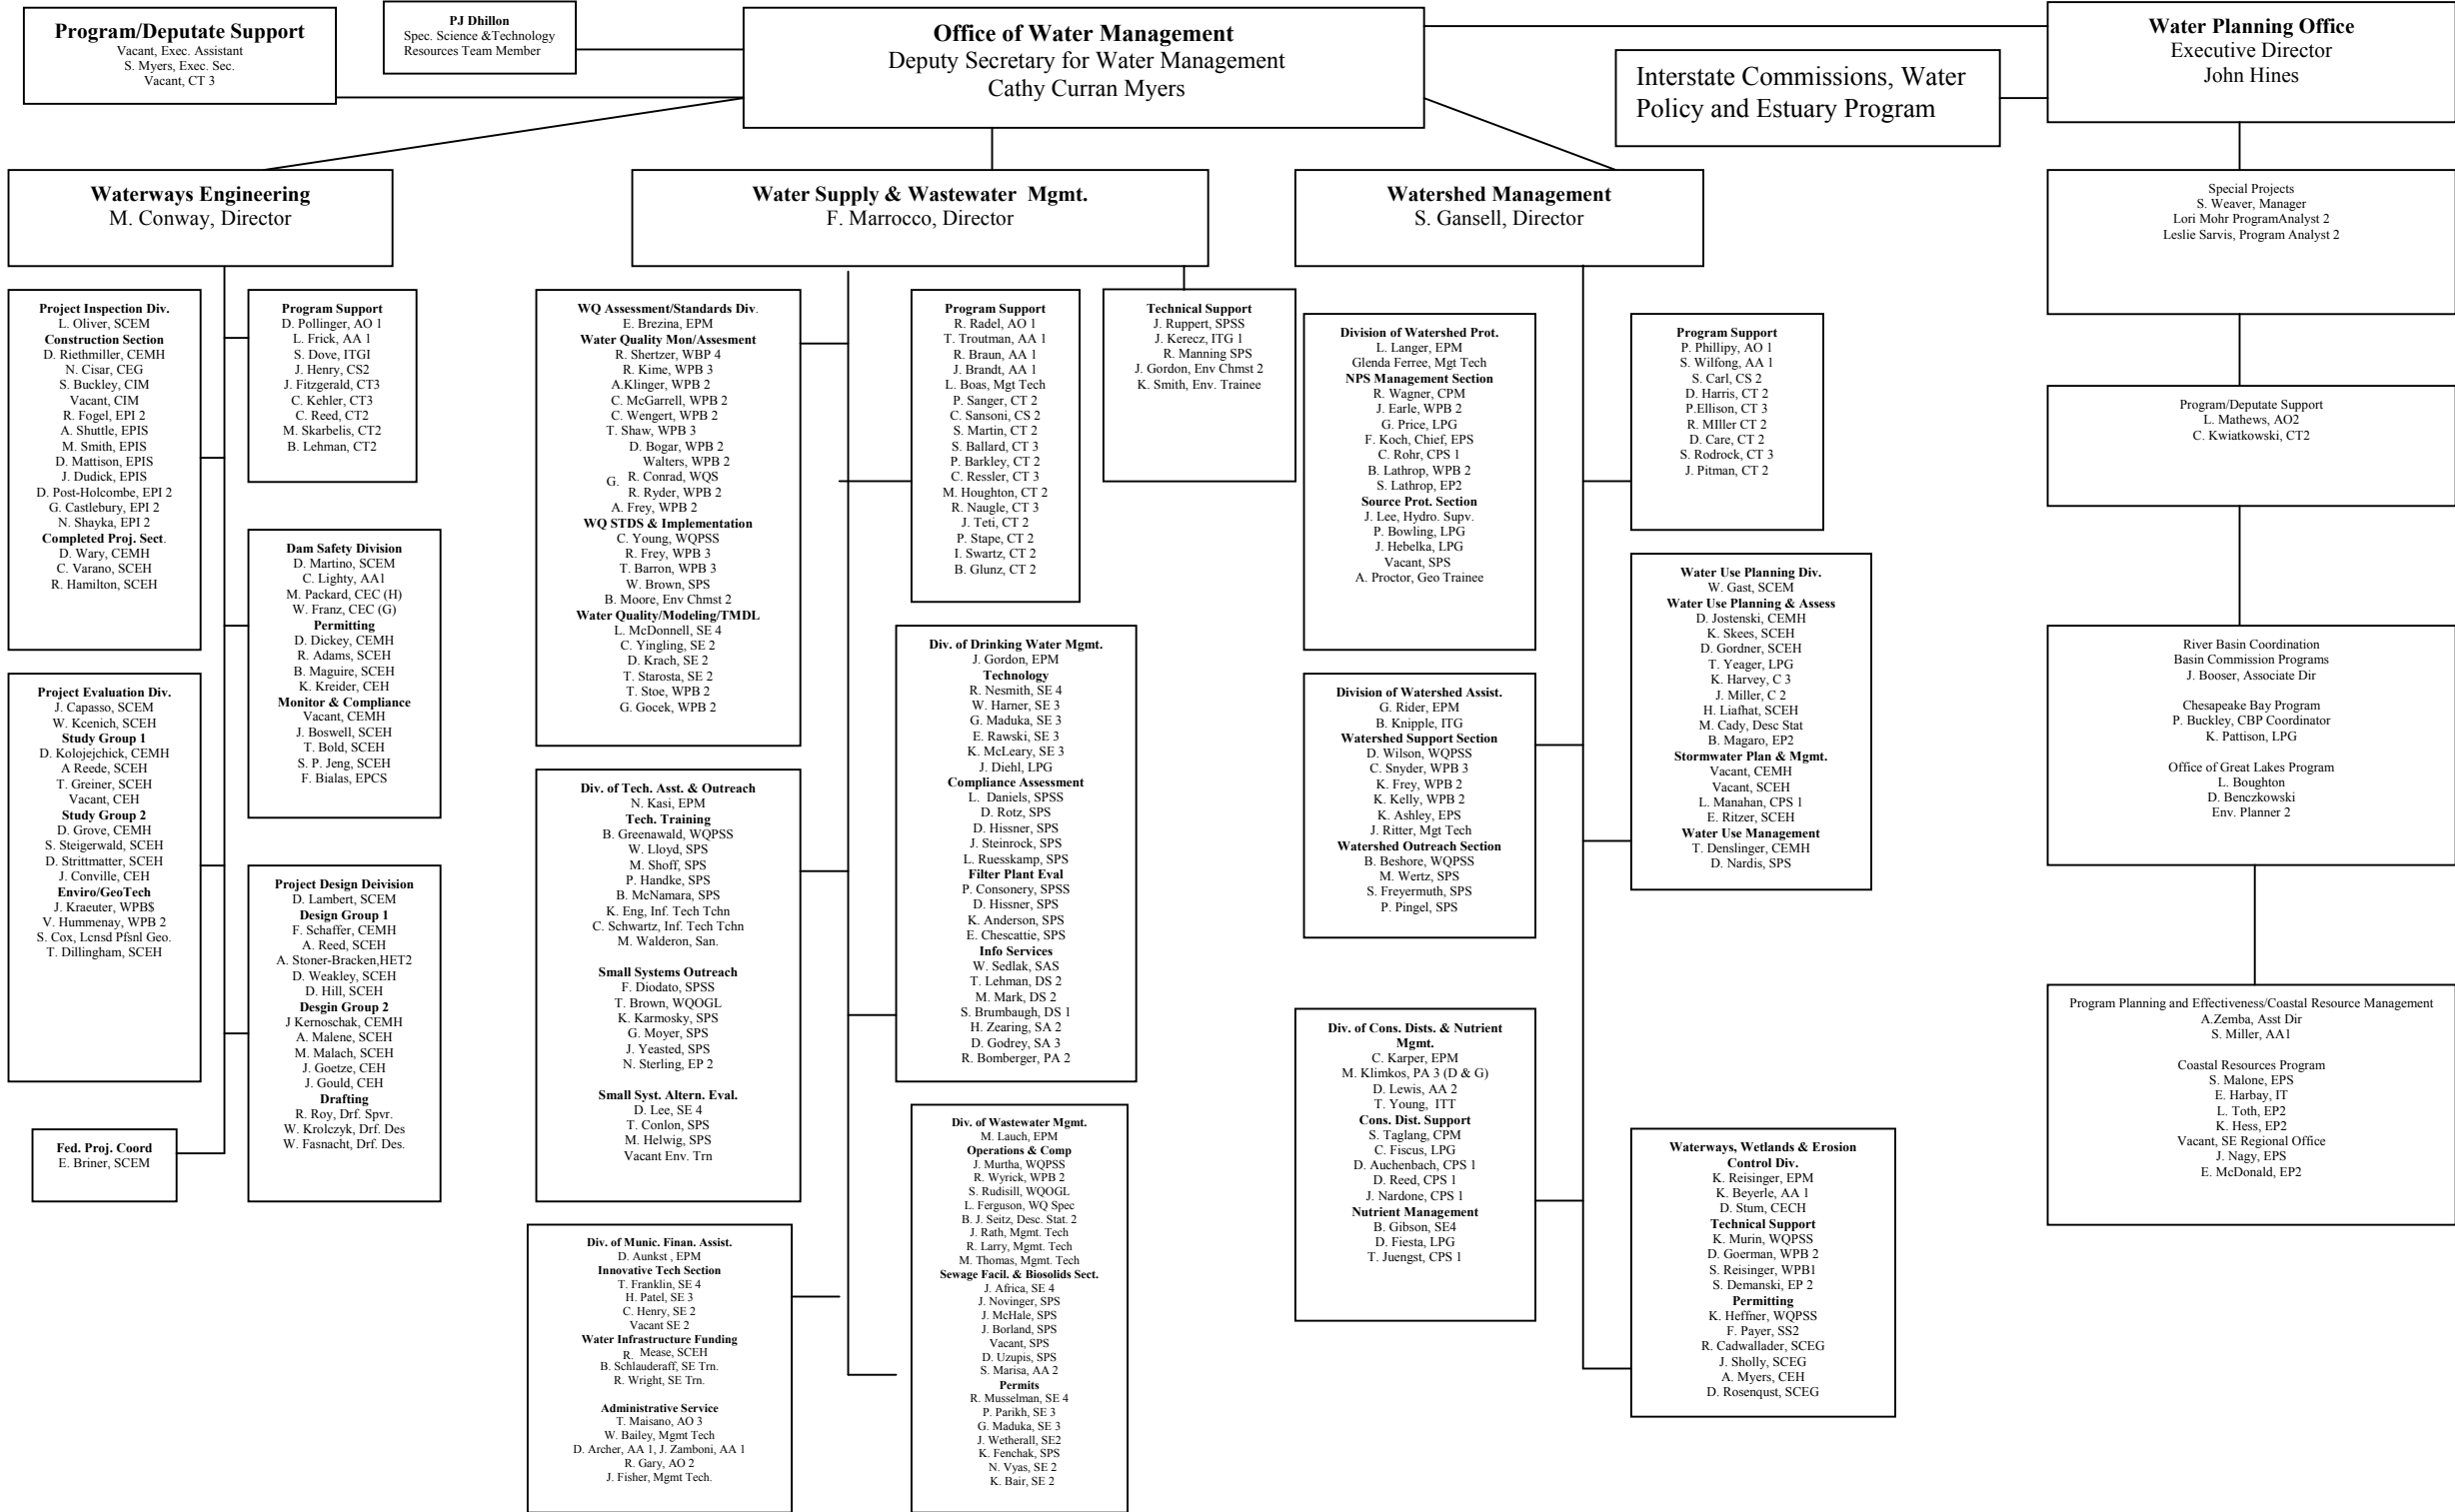 Program/Deputate Support
Vacant, Exec. Assistant
S. Myers, Exec. Sec.
Vacant, CT 3
PJ Dhillon
Spec. Science &Technology
Resources Team Member
Office of Water Management
Deputy Secretary for Water Management
Cathy Curran Myers
Water Planning Office
Executive Director
John Hines
Interstate Commissions, Water
Policy and Estuary Program
Waterways Engineering
M. Conway, Director
Water Supply & Wastewater Mgmt.
F. Marrocco, Director
Watershed Management
S. Gansell, Director
Special Projects
S. Weaver, Manager
Lori Mohr ProgramAnalyst 2
Leslie Sarvis, Program Analyst 2
Project Inspection Div.
L. Oliver, SCEM
Construction Section
D. Riethmiller, CEMH
N. Cisar, CEG
S. Buckley, CIM
Vacant, CIM
R. Fogel, EPI 2
A. Shuttle, EPIS
M. Smith, EPIS
D. Mattison, EPIS
J. Dudick, EPIS
D. Post-Holcombe, EPI 2
G. Castlebury, EPI 2
N. Shayka, EPI 2
Completed Proj. Sect.
D. Wary, CEMH
C. Varano, SCEH
R. Hamilton, SCEH
Program Support
D. Pollinger, AO 1
L. Frick, AA 1
S. Dove, ITGI
J. Henry, CS2
J. Fitzgerald, CT3
C. Kehler, CT3
C. Reed, CT2
M. Skarbelis, CT2
B. Lehman, CT2
Dam Safety Division
D. Martino, SCEM
C. Lighty, AA1
M. Packard, CEC (H)
W. Franz, CEC (G)
Permitting
D. Dickey, CEMH
R. Adams, SCEH
B. Maguire, SCEH
K. Kreider, CEH
Monitor & Compliance
Vacant, CEMH
J. Boswell, SCEH
T. Bold, SCEH
S. P. Jeng, SCEH
F. Bialas, EPCS
Project Evaluation Div.
J. Capasso, SCEM
W. Kcenich, SCEH
Study Group 1
D. Kolojejchick, CEMH
A Reede, SCEH
T. Greiner, SCEH
Vacant, CEH
Study Group 2
D. Grove, CEMH
S. Steigerwald, SCEH
D. Strittmatter, SCEH
J. Conville, CEH
Enviro/GeoTech
J. Kraeuter, WPB$
V. Hummenay, WPB 2
S. Cox, Lcnsd Pfsnl Geo.
T. Dillingham, SCEH
Project Design Deivision
D. Lambert, SCEM
Design Group 1
F. Schaffer, CEMH
A. Reed, SCEH
A. Stoner-Bracken,HET2
D. Weakley, SCEH
D. Hill, SCEH
Desgin Group 2
J Kernoschak, CEMH
A. Malene, SCEH
M. Malach, SCEH
J. Goetze, CEH
J. Gould, CEH
Drafting
R. Roy, Drf. Spvr.
W. Krolczyk, Drf. Des
W. Fasnacht, Drf. Des.
Fed. Proj. Coord
E. Briner, SCEM
WQ Assessment/Standards Div.
E. Brezina, EPM
Water Quality Mon/Assesment
R. Shertzer, WBP 4
R. Kime, WPB 3
A.Klinger, WPB 2
C. McGarrell, WPB 2
C. Wengert, WPB 2
T. Shaw, WPB 3
D. Bogar, WPB 2
Walters, WPB 2
G. R. Conrad, WQS
R. Ryder, WPB 2
A. Frey, WPB 2
WQ STDS & Implementation
C. Young, WQPSS
R. Frey, WPB 3
T. Barron, WPB 3
W. Brown, SPS
B. Moore, Env Chmst 2
Water Quality/Modeling/TMDL
L. McDonnell, SE 4
C. Yingling, SE 2
D. Krach, SE 2
T. Starosta, SE 2
T. Stoe, WPB 2
G. Gocek, WPB 2
Div. of Tech. Asst. & Outreach
N. Kasi, EPM
Tech. Training
B. Greenawald, WQPSS
W. Lloyd, SPS
M. Shoff, SPS
P. Handke, SPS
B. McNamara, SPS
K. Eng, Inf. Tech Tchn
C. Schwartz, Inf. Tech Tchn
M. Walderon, San.
Small Systems Outreach
F. Diodato, SPSS
T. Brown, WQOGL
K. Karmosky, SPS
G. Moyer, SPS
J. Yeasted, SPS
N. Sterling, EP 2
Small Syst. Altern. Eval.
D. Lee, SE 4
T. Conlon, SPS
M. Helwig, SPS
Vacant Env. Trn
Div. of Munic. Finan. Assist.
D. Aunkst , EPM
Innovative Tech Section
T. Franklin, SE 4
H. Patel, SE 3
C. Henry, SE 2
Vacant SE 2
Water Infrastructure Funding
R. Mease, SCEH
B. Schlauderaff, SE Trn.
R. Wright, SE Trn.
Administrative Service
T. Maisano, AO 3
W. Bailey, Mgmt Tech
D. Archer, AA 1, J. Zamboni, AA 1
R. Gary, AO 2
J. Fisher, Mgmt Tech.
Program Support
R. Radel, AO 1
T. Troutman, AA 1
R. Braun, AA 1
J. Brandt, AA 1
L. Boas, Mgt Tech
P. Sanger, CT 2
C. Sansoni, CS 2
S. Martin, CT 2
S. Ballard, CT 3
P. Barkley, CT 2
C. Ressler, CT 3
M. Houghton, CT 2
R. Naugle, CT 3
J. Teti, CT 2
P. Stape, CT 2
I. Swartz, CT 2
B. Glunz, CT 2
Technical Support
J. Ruppert, SPSS
J. Kerecz, ITG 1
R. Manning SPS
J. Gordon, Env Chmst 2
K. Smith, Env. Trainee
Div. of Drinking Water Mgmt.
J. Gordon, EPM
Technology
R. Nesmith, SE 4
W. Harner, SE 3
G. Maduka, SE 3
E. Rawski, SE 3
K. McLeary, SE 3
J. Diehl, LPG
Compliance Assessment
L. Daniels, SPSS
D. Rotz, SPS
D. Hissner, SPS
J. Steinrock, SPS
L. Ruesskamp, SPS
Filter Plant Eval
P. Consonery, SPSS
D. Hissner, SPS
K. Anderson, SPS
E. Chescattie, SPS
Info Services
W. Sedlak, SAS
T. Lehman, DS 2
M. Mark, DS 2
S. Brumbaugh, DS 1
H. Zearing, SA 2
D. Godrey, SA 3
R. Bomberger, PA 2
Div. of Wastewater Mgmt.
M. Lauch, EPM
Operations & Comp
J. Murtha, WQPSS
R. Wyrick, WPB 2
S. Rudisill, WQOGL
L. Ferguson, WQ Spec
B. J. Seitz, Desc. Stat. 2
J. Rath, Mgmt. Tech
R. Larry, Mgmt. Tech
M. Thomas, Mgmt. Tech
Sewage Facil. & Biosolids Sect.
J. Africa, SE 4
J. Novinger, SPS
J. McHale, SPS
J. Borland, SPS
Vacant, SPS
D. Uzupis, SPS
S. Marisa, AA 2
Permits
R. Musselman, SE 4
P. Parikh, SE 3
G. Maduka, SE 3
J. Wetherall, SE2
K. Fenchak, SPS
N. Vyas, SE 2
K. Bair, SE 2
Division of Watershed Prot.
L. Langer, EPM
Glenda Ferree, Mgt Tech
NPS Management Section
R. Wagner, CPM
J. Earle, WPB 2
G. Price, LPG
F. Koch, Chief, EPS
C. Rohr, CPS 1
B. Lathrop, WPB 2
S. Lathrop, EP2
Source Prot. Section
J. Lee, Hydro. Supv.
P. Bowling, LPG
J. Hebelka, LPG
Vacant, SPS
A. Proctor, Geo Trainee
Division of Watershed Assist.
G. Rider, EPM
B. Knipple, ITG
Watershed Support Section
D. Wilson, WQPSS
C. Snyder, WPB 3
K. Frey, WPB 2
K. Kelly, WPB 2
K. Ashley, EPS
J. Ritter, Mgt Tech
Watershed Outreach Section
B. Beshore, WQPSS
M. Wertz, SPS
S. Freyermuth, SPS
P. Pingel, SPS
Div. of Cons. Dists. & Nutrient
Mgmt.
C. Karper, EPM
M. Klimkos, PA 3 (D & G)
D. Lewis, AA 2
T. Young, ITT
Cons. Dist. Support
S. Taglang, CPM
C. Fiscus, LPG
D. Auchenbach, CPS 1
D. Reed, CPS 1
J. Nardone, CPS 1
Nutrient Management
B. Gibson, SE4
D. Fiesta, LPG
T. Juengst, CPS 1
Program Support
P. Phillipy, AO 1
S. Wilfong, AA 1
S. Carl, CS 2
D. Harris, CT 2
P.Ellison, CT 3
R. MIller CT 2
D. Care, CT 2
S. Rodrock, CT 3
J. Pitman, CT 2
Water Use Planning Div.
W. Gast, SCEM
Water Use Planning & Assess
D. Jostenski, CEMH
K. Skees, SCEH
D. Gordner, SCEH
T. Yeager, LPG
K. Harvey, C 3
J. Miller, C 2
H. Liafhat, SCEH
M. Cady, Desc Stat
B. Magaro, EP2
Stormwater Plan & Mgmt.
Vacant, CEMH
Vacant, SCEH
L. Manahan, CPS 1
E. Ritzer, SCEH
Water Use Management
T. Denslinger, CEMH
D. Nardis, SPS
Waterways, Wetlands & Erosion
Control Div.
K. Reisinger, EPM
K. Beyerle, AA 1
D. Stum, CECH
Technical Support
K. Murin, WQPSS
D. Goerman, WPB 2
S. Reisinger, WPB1
S. Demanski, EP 2
Permitting
K. Heffner, WQPSS
F. Payer, SS2
R. Cadwallader, SCEG
J. Sholly, SCEG
A. Myers, CEH
D. Rosenqust, SCEG
Program/Deputate Support
L. Mathews, AO2
C. Kwiatkowski, CT2
River Basin Coordination
Basin Commission Programs
J. Booser, Associate Dir
Chesapeake Bay Program
P. Buckley, CBP Coordinator
K. Pattison, LPG
Office of Great Lakes Program
L. Boughton
D. Benczkowski
Env. Planner 2
Program Planning and Effectiveness/Coastal Resource Management
A.Zemba, Asst Dir
S. Miller, AA1
Coastal Resources Program
S. Malone, EPS
E. Harbay, IT
L. Toth, EP2
K. Hess, EP2
Vacant, SE Regional Office
J. Nagy, EPS
E. McDonald, EP2